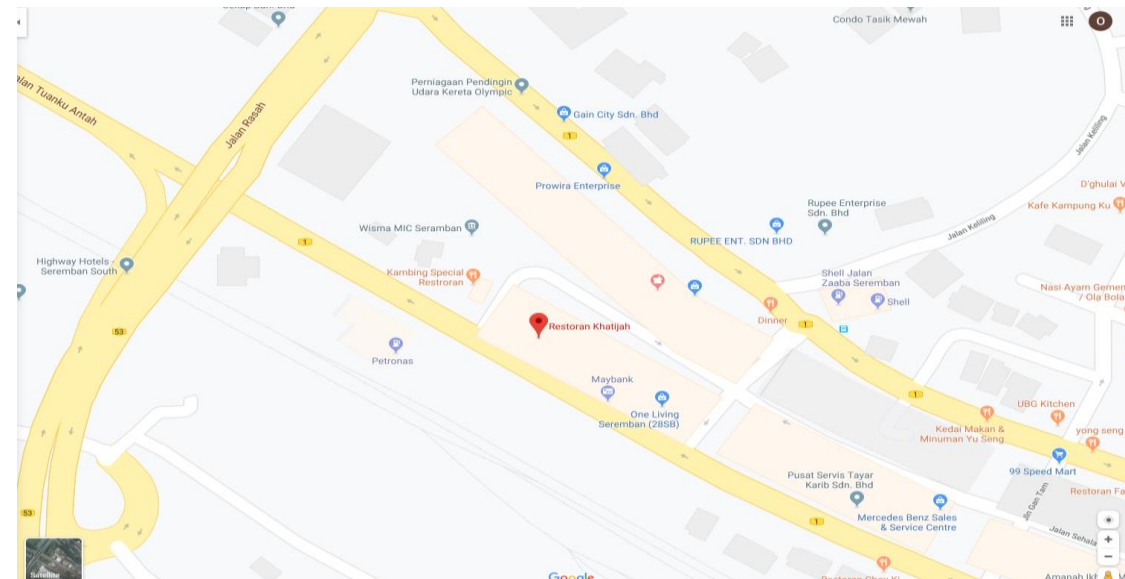 Condo Tasik Mewah
O
Jalan Tuanku Antah
Jalan Rasah
Perniagaan Pendingin
Udara Kereta Olympic
Gain City Sdn. Bhd
1
Jalan Keliling
Prowira Enterprise
D'ghulai V
Kafe Kampung Ku
Rupee Enterprise
Sdn. Bhd
Jalan Keliling
Wisma MIC Seramban
RUPEE ENT. SDN BHD
1
Highway Hotels -
Seremban South
Kambing Special
Restroran
Shell Jalan
Zaaba Seremban
Shell
Nasi Ayam Gemen
/ Ola Bola
Dinner
1
53
Restoran Khatijah
Petronas
Maybank
One Living
Seremban (28SB)
1
UBG Kitchen
Kedai Makan &
Minuman Yu Seng
yong seng
99 Speed Mart
Pusat Servis Tayar
Karib Sdn. Bhd
Jln Gan Tam
Restoran Fa
53
1
Mercedes Benz Sales
& Service Centre
Jalan Sehala
Satellite
Google